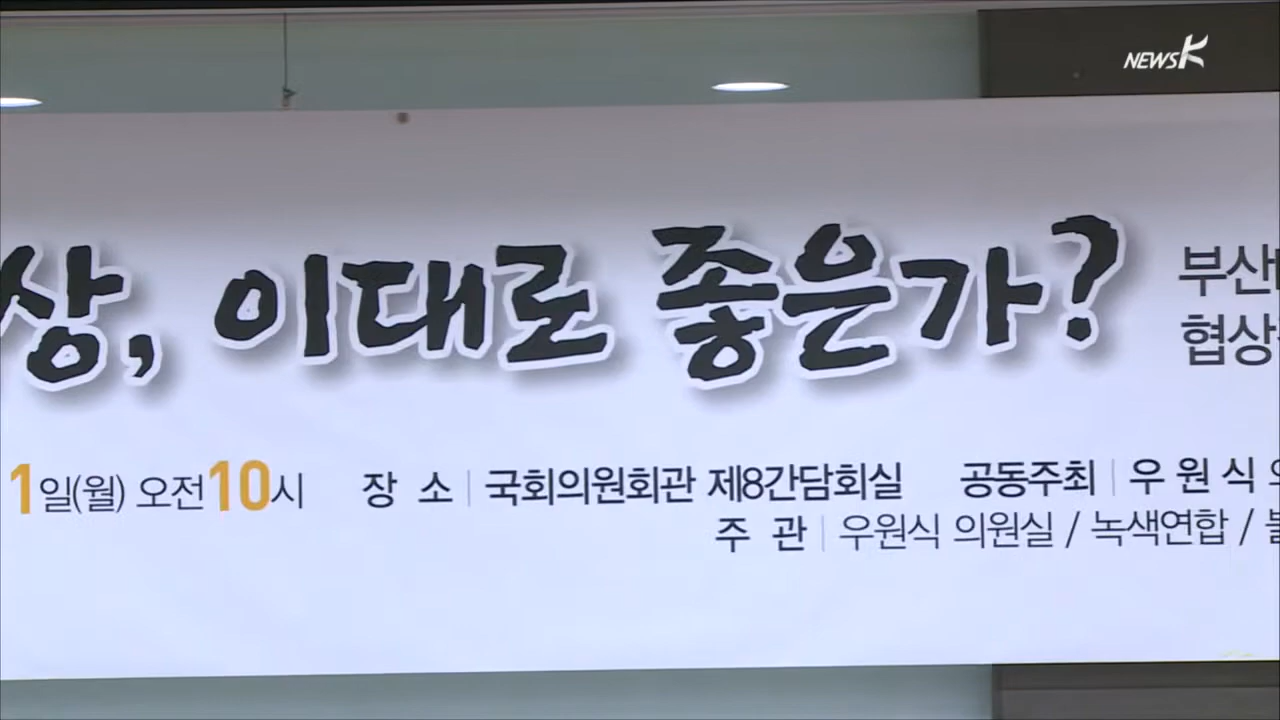 NEWSK
상, 이대로 좋은가?
부산
협상
1일(월) 오전10시 장 소 국회의원회관 제8간담회실 공동주최 우 원 식
주 관 우원식 의원실 / 녹색연합 /